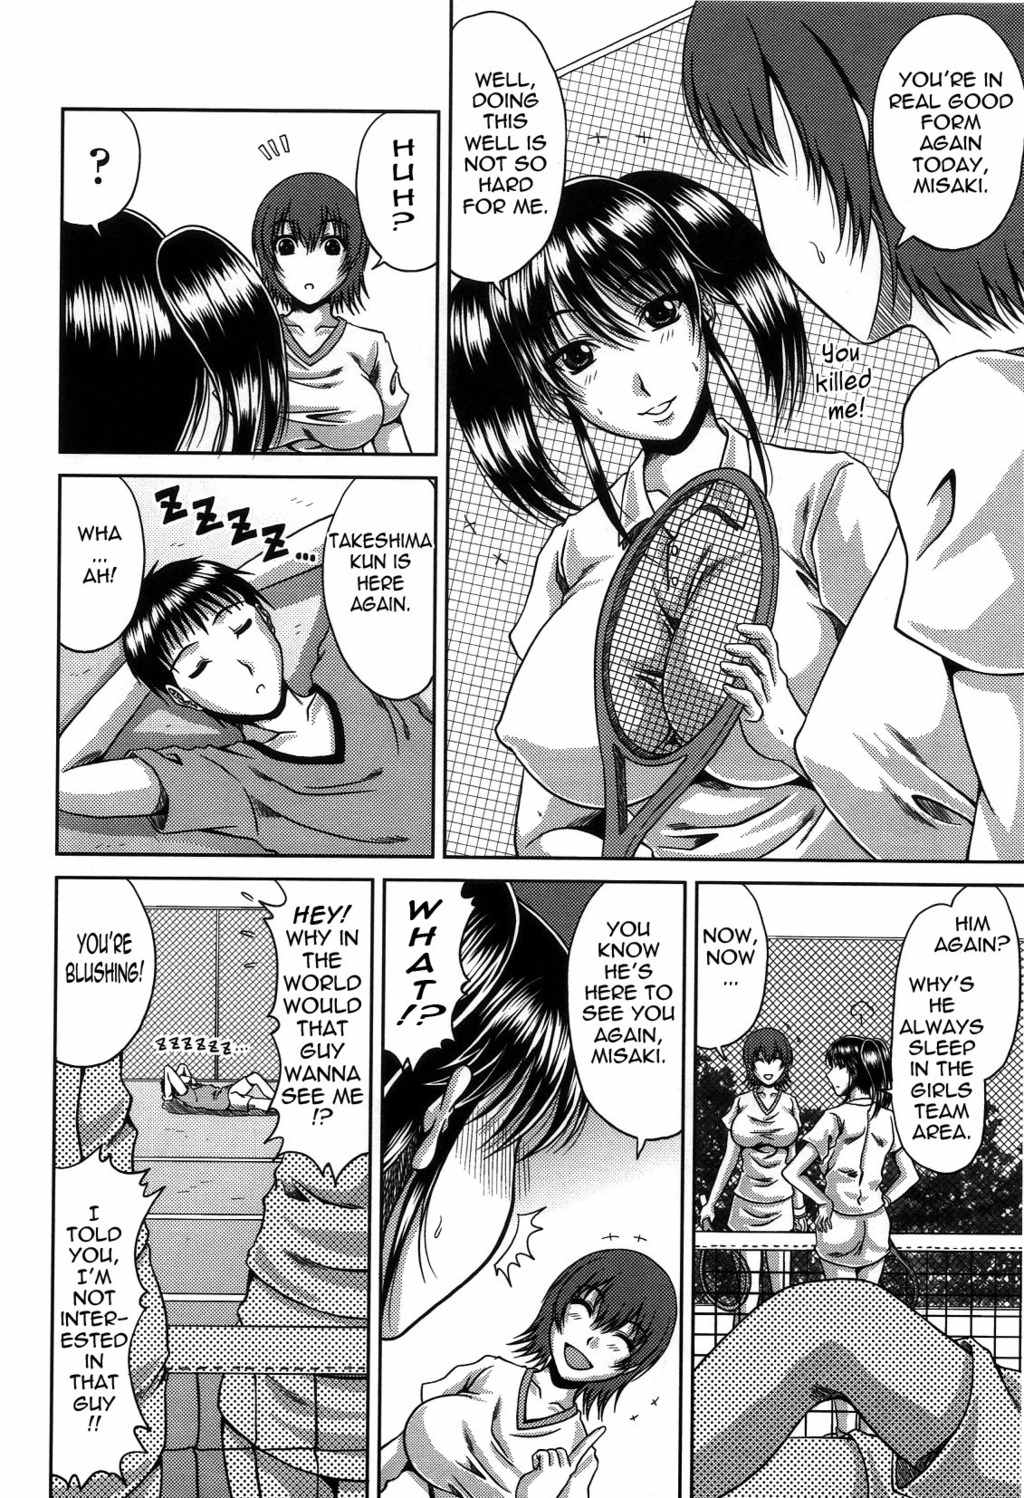 YOU'RE IN
REAL GOOD
FORM
AGAIN
TODAY,
MISAKI.
WELL,
DOING
THIS
WELL IS
NOT SO
HARD
FOR ME.
You
killed
me!
HUH?
?
TAKESHIMA
KUN IS
HERE
AGAIN.
ZZZZ...
WHA
...
AH!
HIM
AGAIN?
WHY'S
HE
ALWAYS
SLEEP
IN THE
GIRLS
TEAM
AREA.
NOW,
NOW
...
YOU
KNOW
HE'S
HERE TO
SEE YOU
AGAIN,
MISAKI.
WHAT!?
HEY!
WHY IN
THE
WORLD
WOULD
THAT
GUY
WANNA
SEE ME
!?
YOU'RE
BLUSHING!
ZZZZZZ...
I
TOLD
YOU,
I'M
NOT
INTER-
ESTED
IN
THAT
GUY
!!